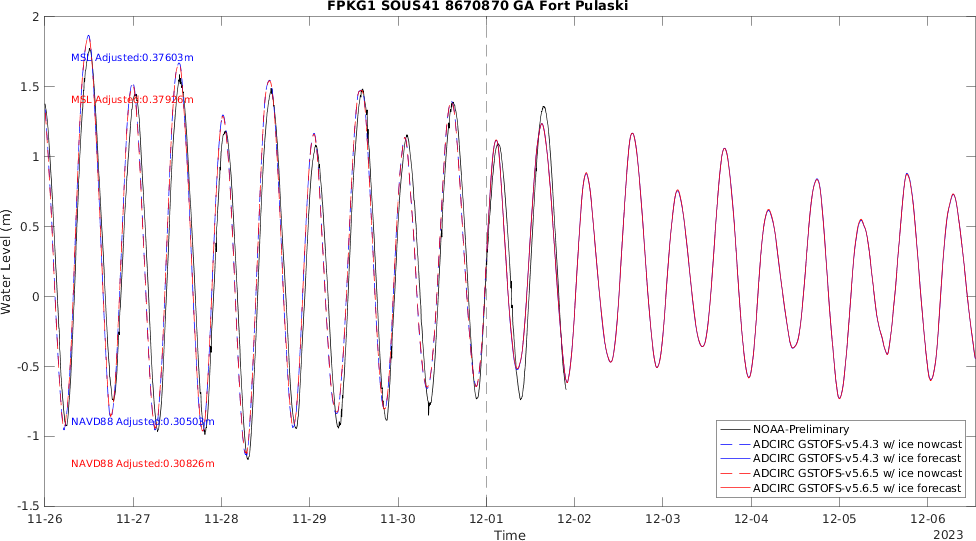 FPKG1 SOUS41 8670870 GA Fort Pulaski
2
MSL Adjusted:0.37603m
1.5
MSL Adjusted:0.37926m
1
0.5
Water Level (m)
0
-0.5
NAVD88 Adjusted:0.30503m
-1
NAVD88 Adjusted:0.30826m
NOAA-Preliminary
ADCIRC GSTOFS-v5.4.3 w/ ice nowcast
ADCIRC GSTOFS-v5.4.3 w/ ice forecast
ADCIRC GSTOFS-v5.6.5 w/ ice nowcast
ADCIRC GSTOFS-v5.6.5 w/ ice forecast
-1.5
11-26 11-27 11-28 11-29 11-30 12-01 12-02 12-03 12-04 12-05 12-06
Time
2023